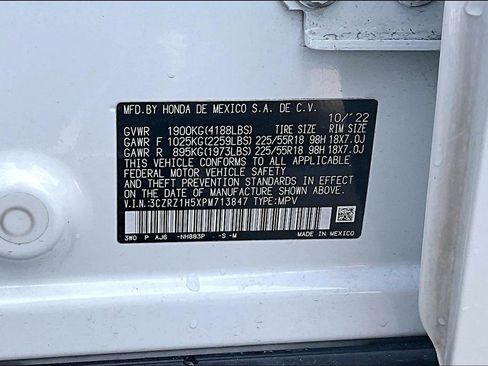 MFD.BY HONDA DE MEXICO S.A. DE C.V.
10/'22
GVWR 1900KG(4188LBS) TIRE SIZE RIM SIZE
GAWR F 1025KG(2259LBS) 225/55R18 98H 18X7.0J
GAWR R 895KG(1973LBS) 225/55R18 98H 18X7.0J
THIS VEHICLE CONFORMS TO ALL APPLICABLE
FEDERAL MOTOR VEHICLE SAFETY
AND THEFT PREVENTION STANDARDS IN EFFECT
ON THE DATE OF MANUFACTURE SHOWN ABOVE.
V.I.N.:3CZRZ1H5XPM713847 TYPE:MPV
3W0 P AJ6 -NH883P -S -M
MADE IN MEXICO